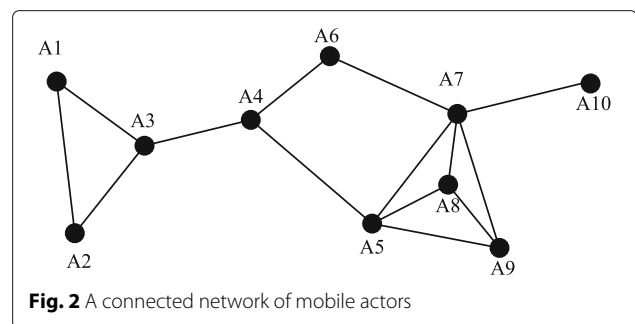 A6
A1
A7
A10
A4
A3
A8
A5
A2
A9
Fig. 2 A connected network of mobile actors